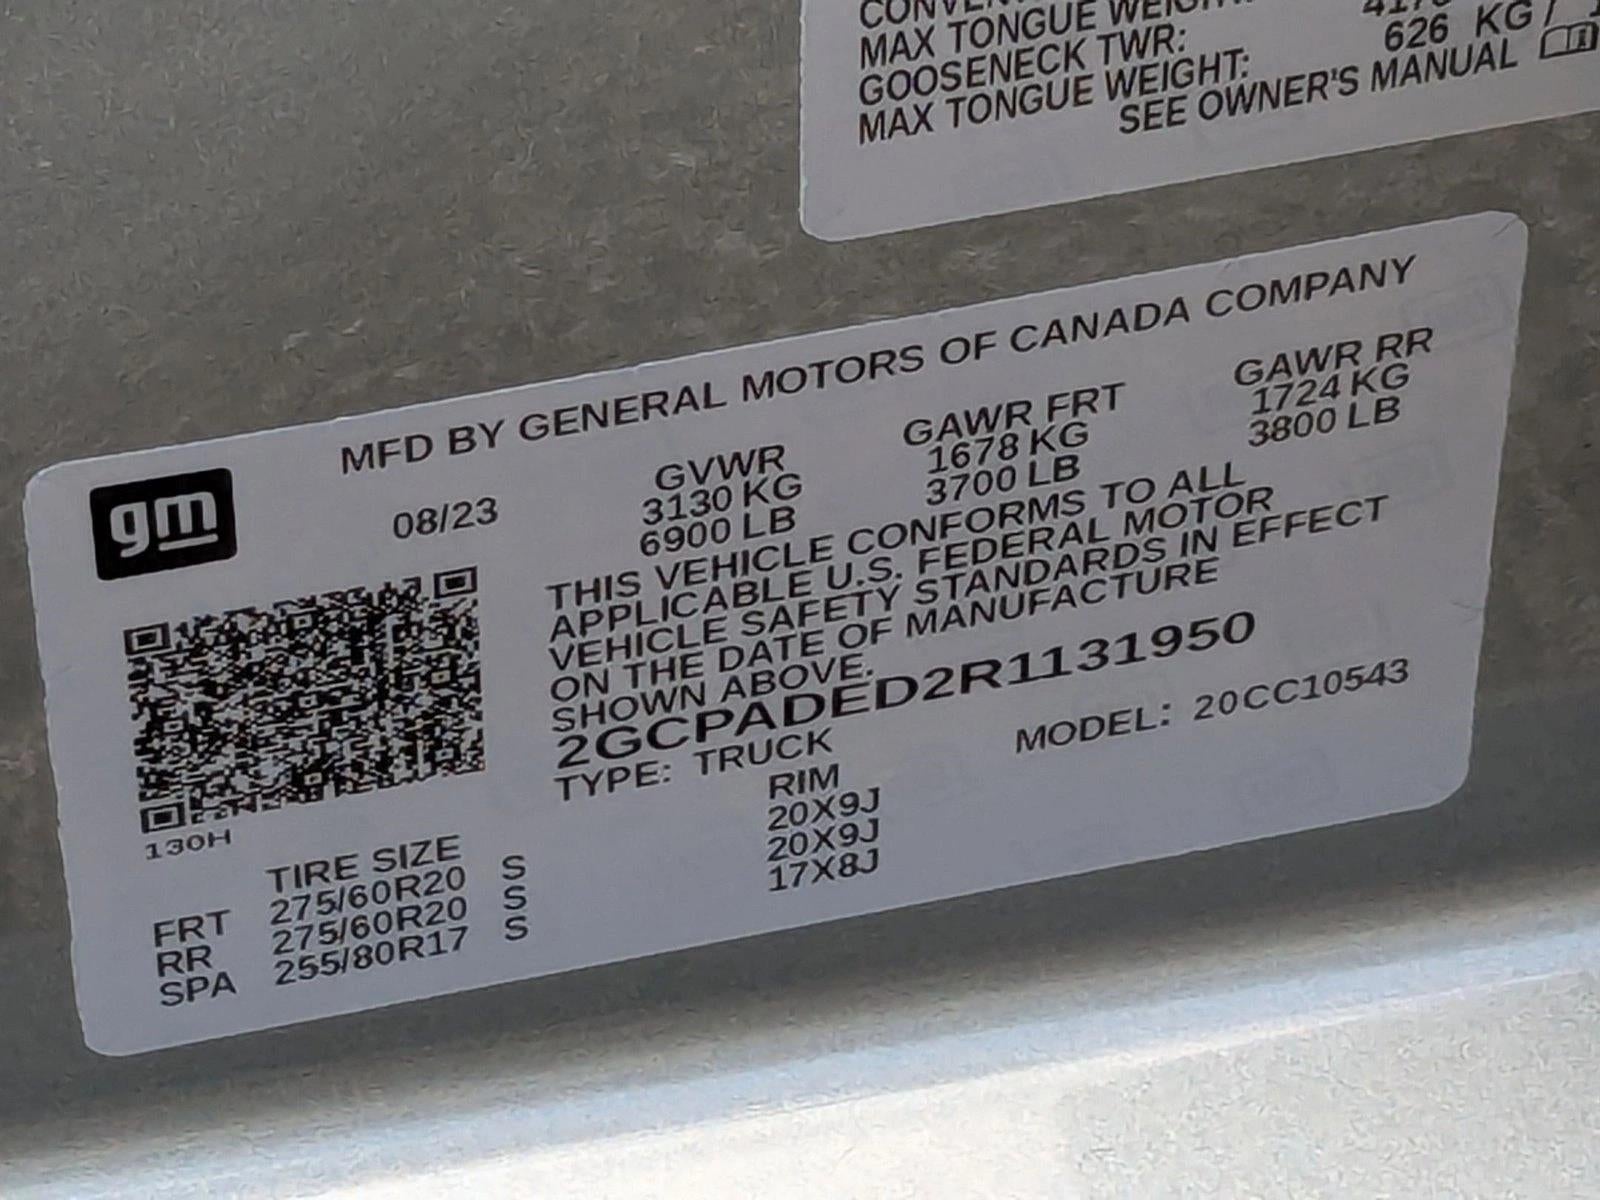 MAX TONGUE
GOOSENECK TWR:
MAX TONGUE WEIGHT: 626 KG/
SEE OWNER'S MANUAL
MFD BY GENERAL MOTORS OF CANADA COMPANY
gm
08/23 GVWR GAWR FRT GAWR RR
3130 KG 1678 KG 1724 KG
6900 LB 3700 LB 3800 LB
THIS VEHICLE CONFORMS TO ALL
APPLICABLE U.S. FEDERAL MOTOR
VEHICLE SAFETY STANDARDS IN EFFECT
ON THE DATE OF MANUFACTURE
SHOWN ABOVE.
2GCPADED2R1131950
TYPE: TRUCK MODEL: 20CC10543
130H
TIRE SIZE RIM
FRT 275/60R20 S 20X9J
RR 275/60R20 S 20X9J
SPA 255/80R17 S 17X8J